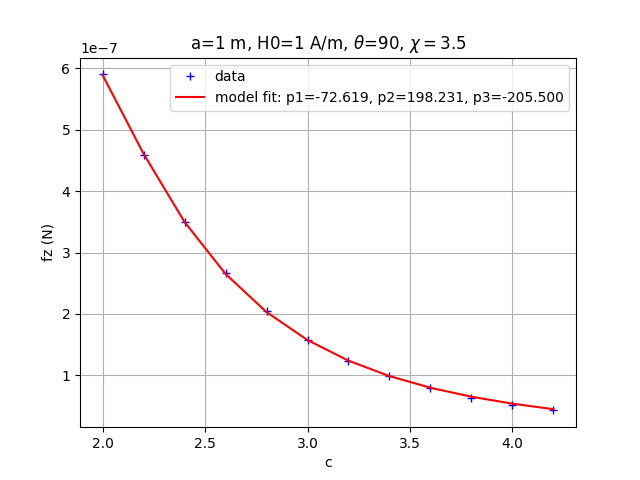 a=1 m, H0=1 A/m, θ=90, χ = 3.5
1e−7
data
model fit: p1=-72.619, p2=198.231, p3=-205.500
6
5
4
3
2
1
fz (N)
2.0 2.5 3.0 3.5 4.0
c